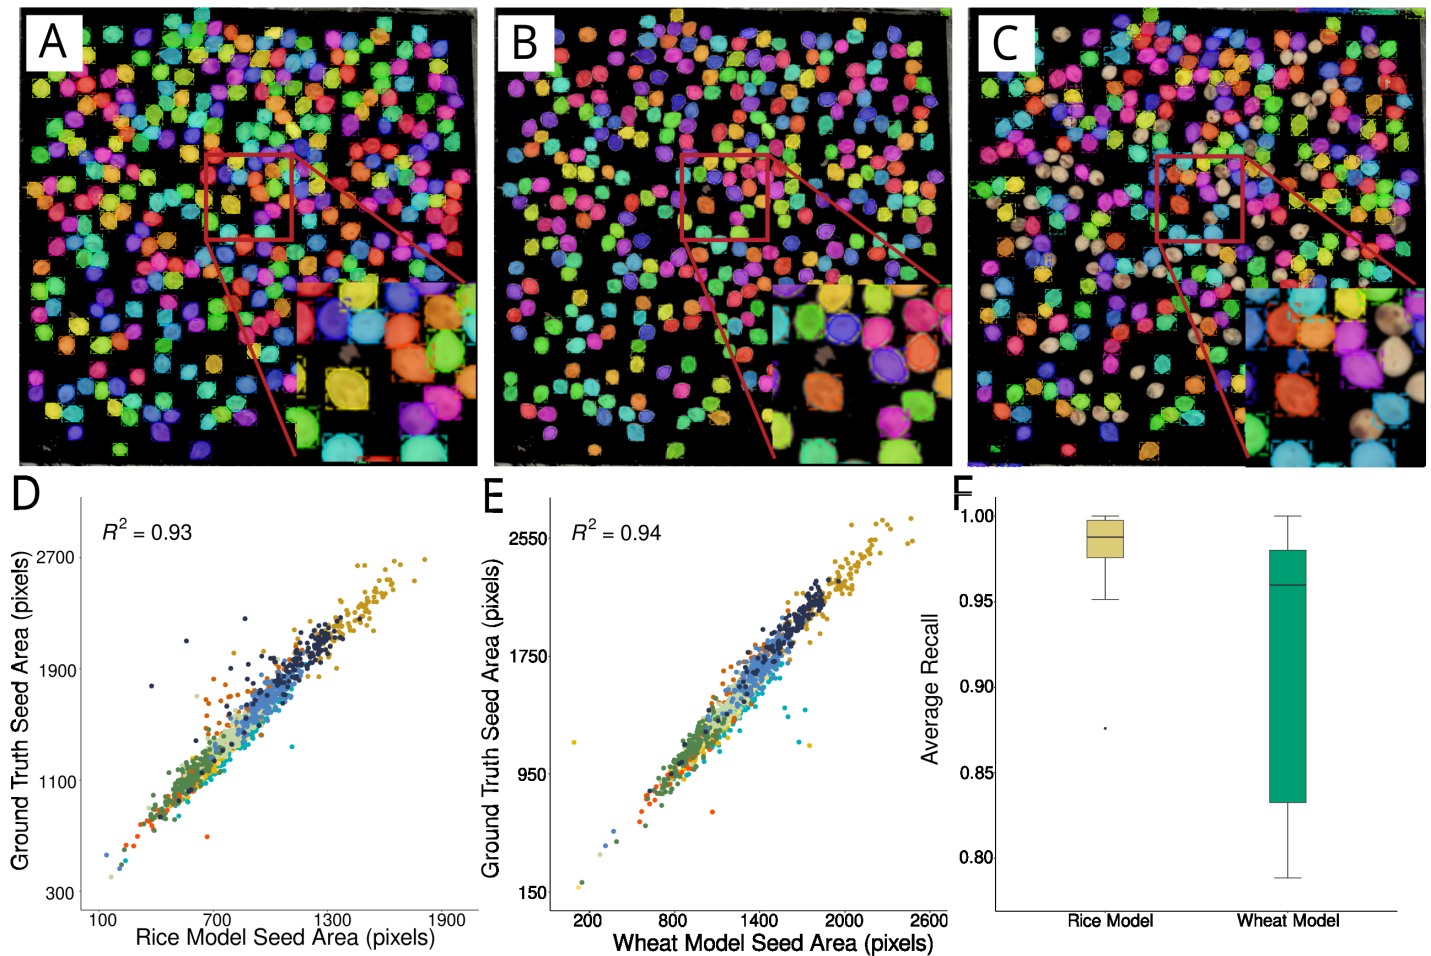 A
B
C
D
R² = 0.93
Ground Truth Seed Area (pixels)
2700
1900
1100
300
100 700 1300 1900
Rice Model Seed Area (pixels)
E
R² = 0.94
Ground Truth Seed Area (pixels)
2550
1750
950
150
200 800 1400 2000 2600
Wheat Model Seed Area (pixels)
F
Average Recall
1.00
0.95
0.90
0.85
0.80
Rice Model Wheat Model